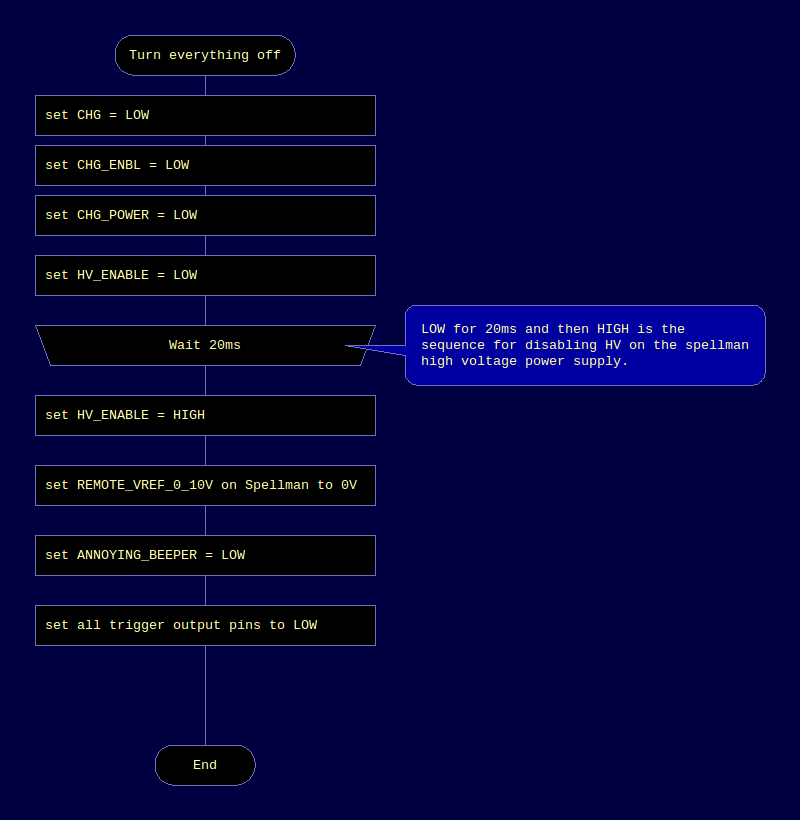 Turn everything off
set CHG = LOW
set CHG_ENBL = LOW
set CHG_POWER = LOW
set HV_ENABLE = LOW
Wait 20ms
LOW for 20ms and then HIGH is the
sequence for disabling HV on the spellman
high voltage power supply.
set HV_ENABLE = HIGH
set REMOTE_VREF_0_10V on Spellman to 0V
set ANNOYING_BEEPER = LOW
set all trigger output pins to LOW
End